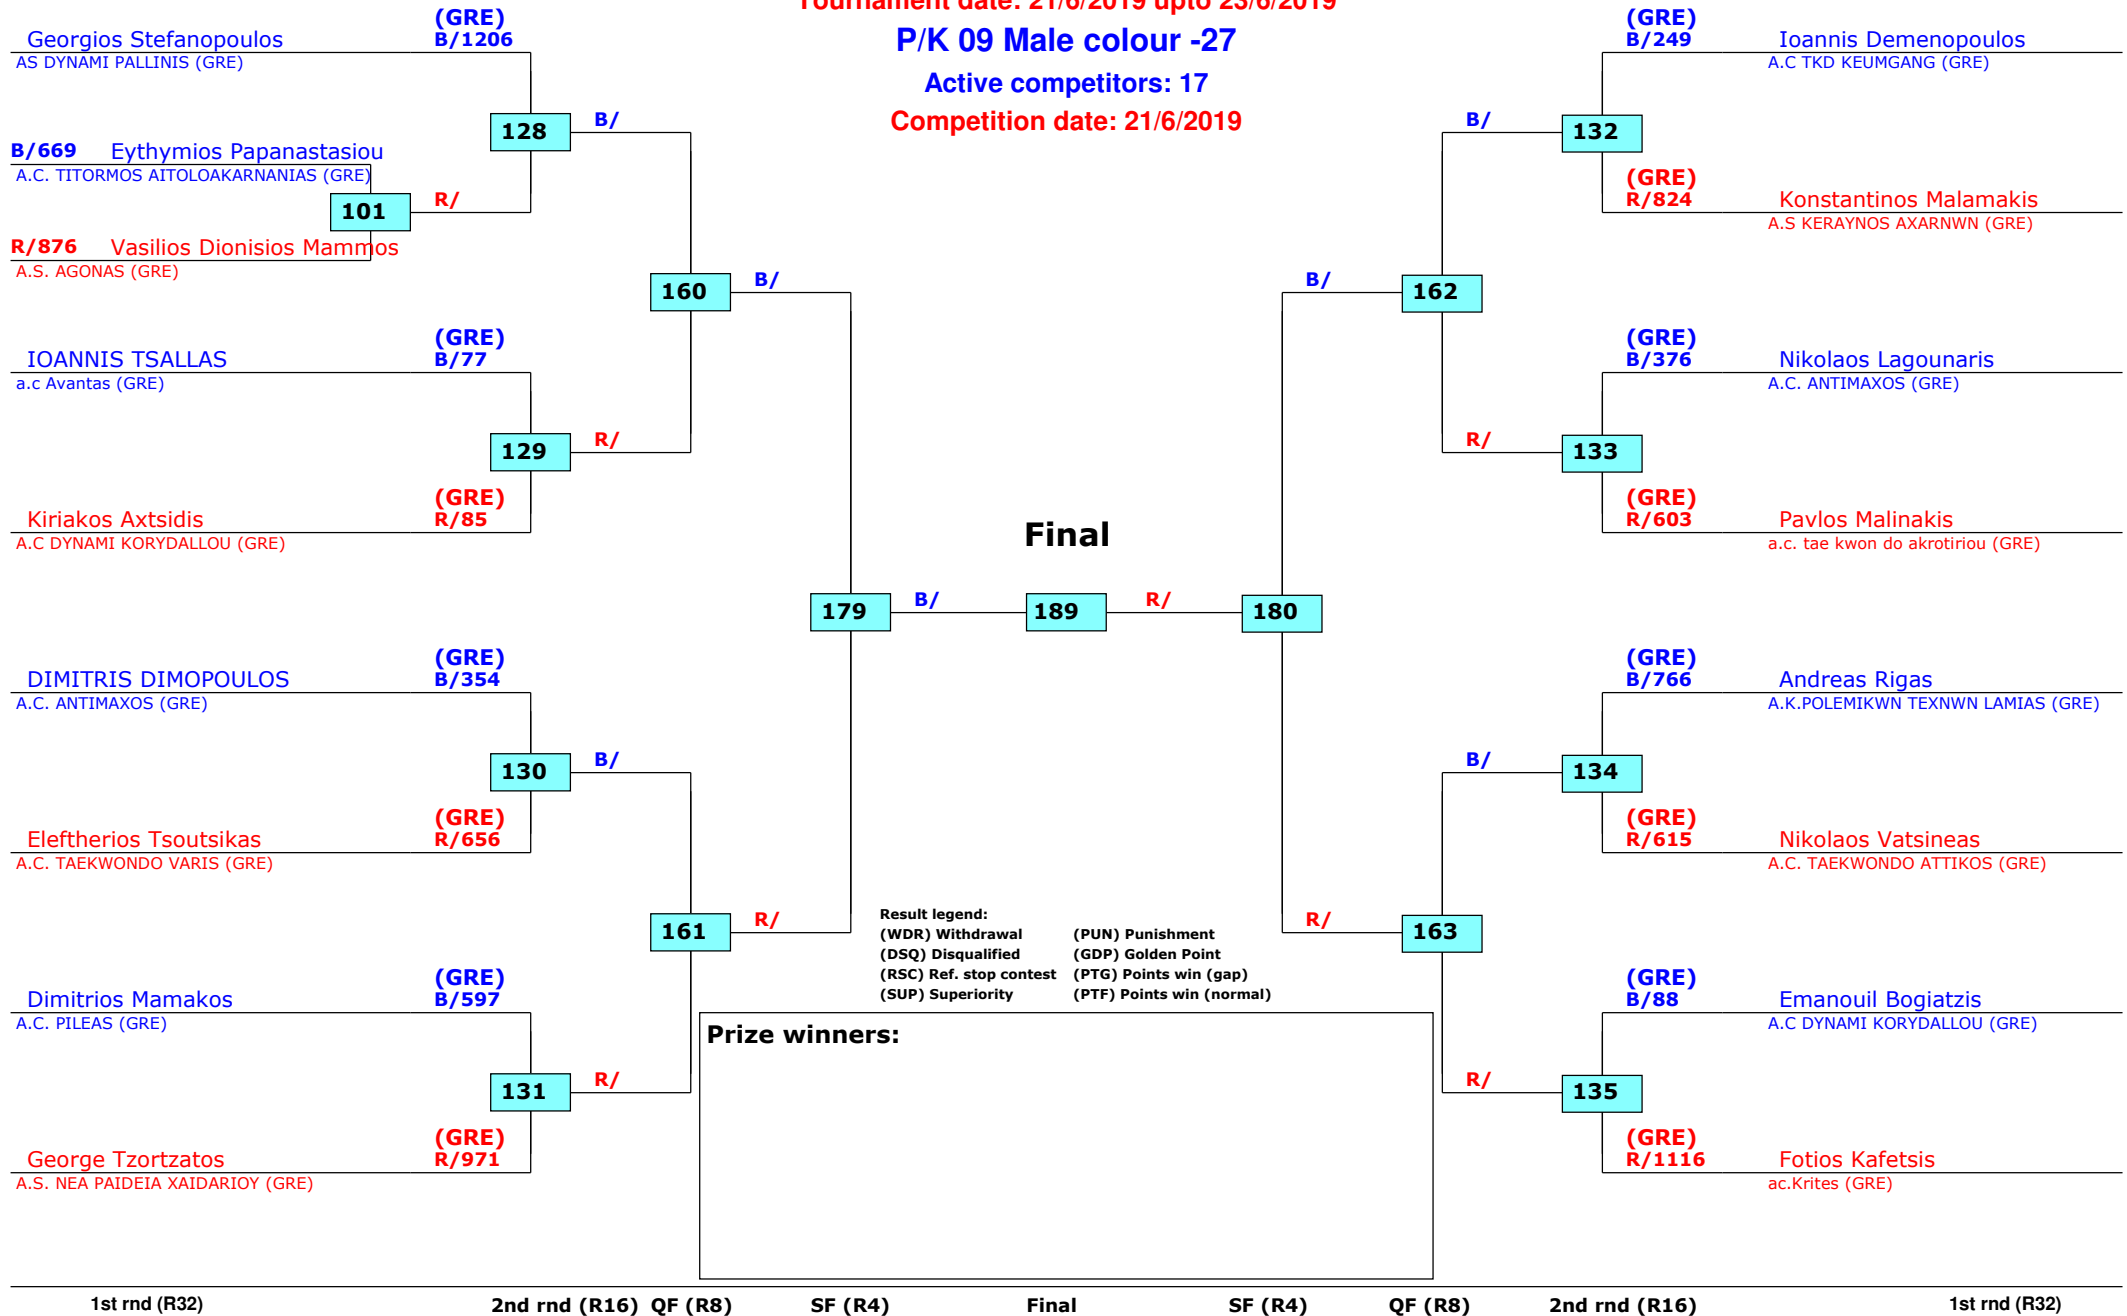 Tournament date: 21/6/2019 upto 23/6/2019
P/K 09 Male colour -27
Active competitors: 17
Competition date: 21/6/2019
(GRE)
Georgios Stefanopoulos B/1206
AS DYNAMI PALLINIS (GRE)
128 B/
B/669 Eythymios Papanastasiou
A.C. TITORMOS AITOLOAKARNANIAS (GRE)
101 R/
R/876 Vasilios Dionisios Mammos
A.S. AGONAS (GRE)
160 B/
(GRE)
IOANNIS TSALLAS B/77
a.c Avantas (GRE)
129 R/
(GRE)
Kiriakos Axtsidis R/85
A.C DYNAMI KORYDALLOU (GRE)
179 B/
(GRE)
DIMITRIS DIMOPOULOS B/354
A.C. ANTIMAXOS (GRE)
130 B/
(GRE)
Eleftherios Tsoutsikas R/656
A.C. TAEKWONDO VARIS (GRE)
161 R/
(GRE)
Dimitrios Mamakos B/597
A.C. PILEAS (GRE)
131 R/
(GRE)
George Tzortzatos R/971
A.S. NEA PAIDEIA XAIDARIOY (GRE)
Final
189
(GRE)
B/249 Ioannis Demenopoulos
A.C TKD KEUMGANG (GRE)
B/ 132
(GRE)
R/824 Konstantinos Malamakis
A.S KERAYNOS AXARNWN (GRE)
B/ 162
(GRE)
B/376 Nikolaos Lagounaris
A.C. ANTIMAXOS (GRE)
R/ 133
(GRE)
R/603 Pavlos Malinakis
a.c. tae kwon do akrotiriou (GRE)
R/ 180
(GRE)
B/766 Andreas Rigas
A.K.POLEMIKWN TEXNWN LAMIAS (GRE)
B/ 134
(GRE)
R/615 Nikolaos Vatsineas
A.C. TAEKWONDO ATTIKOS (GRE)
R/ 163
(GRE)
B/88 Emanouil Bogiatzis
A.C DYNAMI KORYDALLOU (GRE)
R/ 135
(GRE)
R/1116 Fotios Kafetsis
ac.Krites (GRE)
Result legend:
(WDR) Withdrawal (PUN) Punishment
(DSQ) Disqualified (GDP) Golden Point
(RSC) Ref. stop contest (PTG) Points win (gap)
(SUP) Superiority (PTF) Points win (normal)
Prize winners:
1st rnd (R32) 2nd rnd (R16) QF (R8) SF (R4) Final SF (R4) QF (R8) 2nd rnd (R16) 1st rnd (R32)